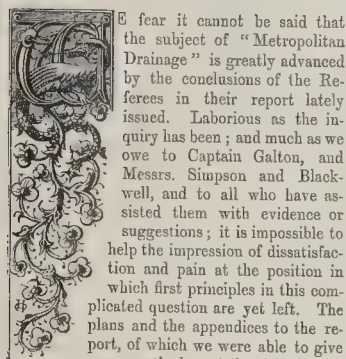 WE fear it cannot be said that
the subject of "Metropolitan
Drainage" is greatly advanced
by the conclusions of the Re-
ferees in their report lately
issued. Laborious as the in-
quiry has been; and much as we
owe to Captain Galton, and
Messrs. Simpson and Black-
well, and to all who have as-
sisted them with evidence or
suggestions; it is impossible to
help the impression of dissatisfac-
tion and pain at the position in
which first principles in this com-
plicated question are yet left. The
plans and the appendices to the re-
port, of which we were able to give